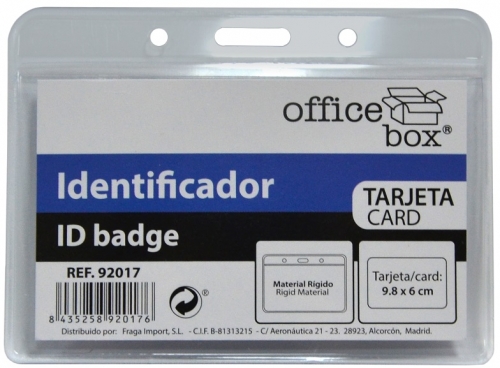 office
box®
Identificador
TARJETA
CARD
ID badge
REF. 92017
Material Rígido
Rigid Material
Tarjeta/card:
9.8 x 6 cm
8 435258 920176
Distribuido por: Fraga Import, S.L. - C.I.F. B-81313215 - C/ Aeronáutica 21 - 23. 28923, Alcorcón, Madrid.